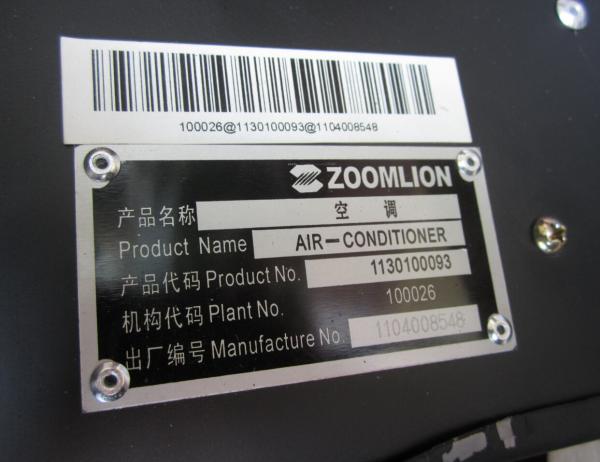 100026@1130100093@1104008548
ZOOMLION
产品名称 空 调
Product Name AIR-CONDITIONER
产品代码 Product No. 1130100093
机构代码 Plant No. 100026
出厂编号 Manufacture No. 1104008548